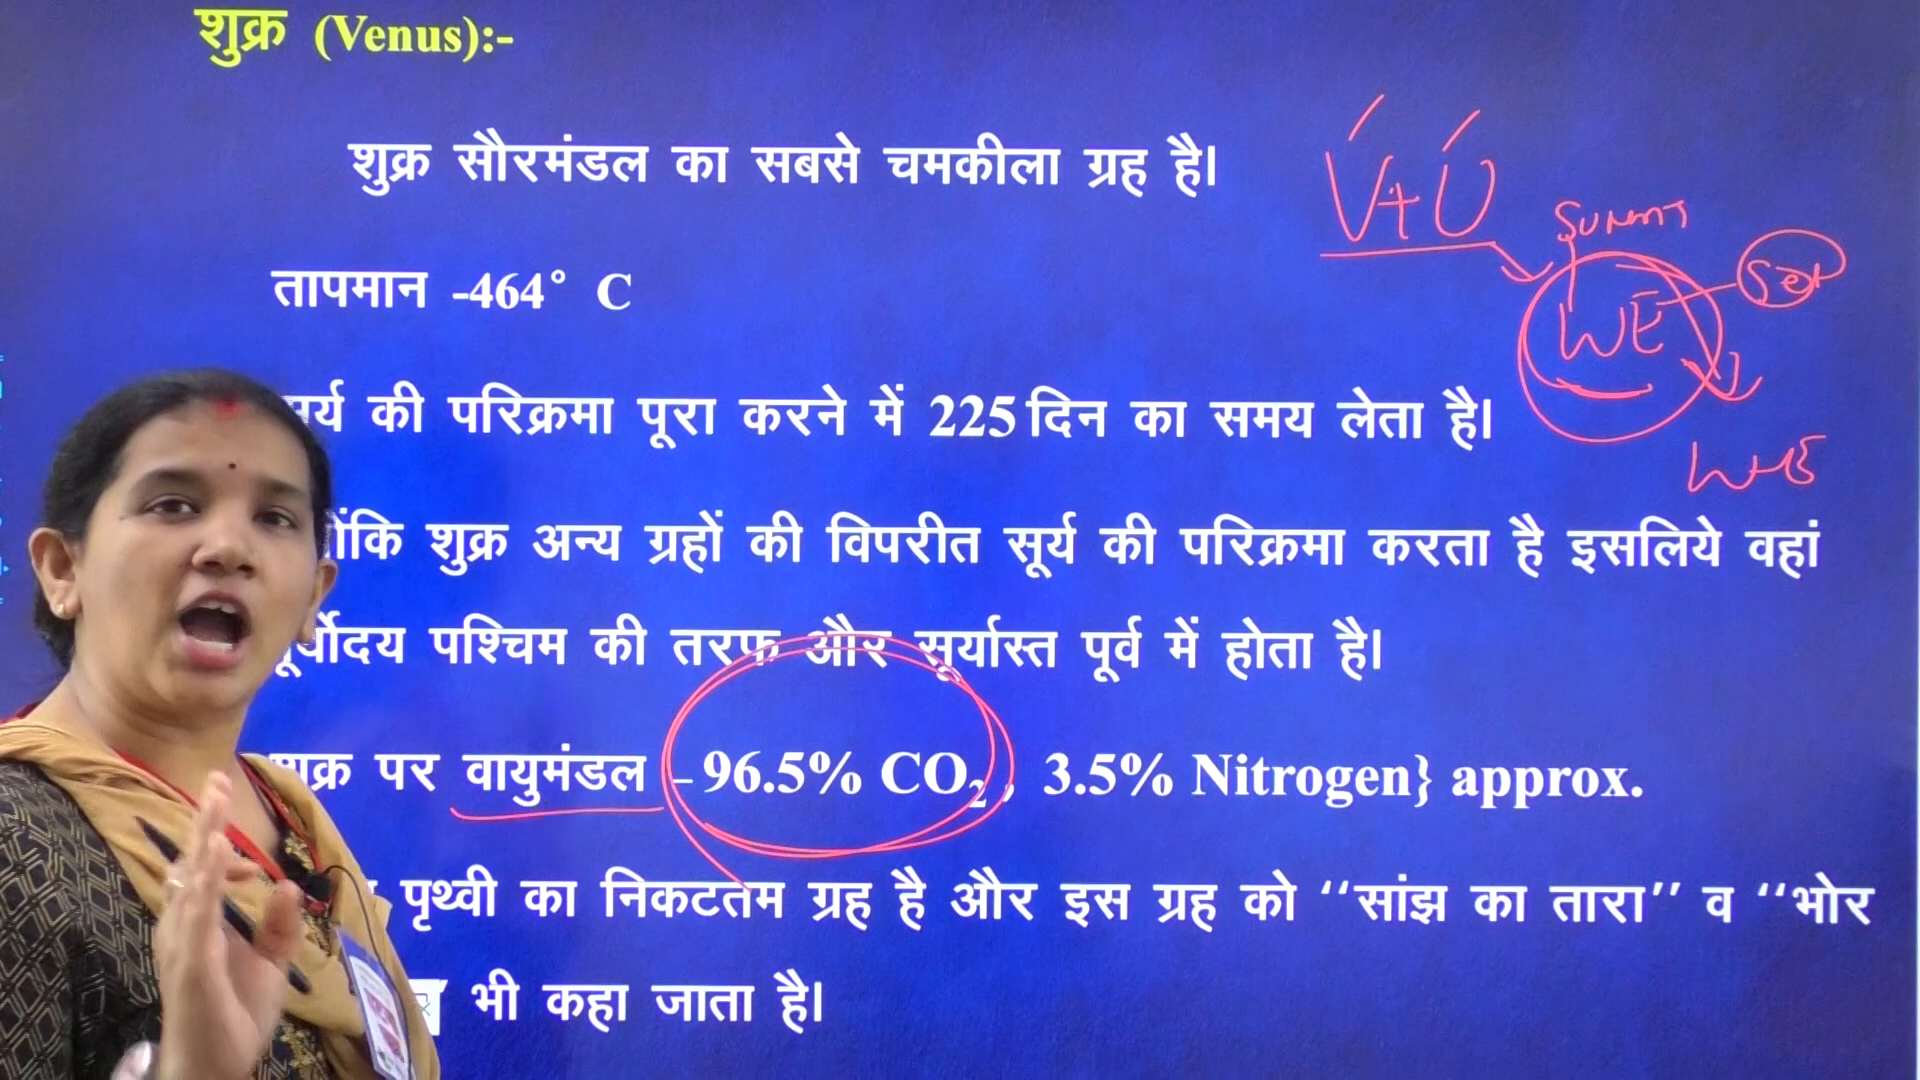 शुक्र (Venus):-
शुक्र सौरमंडल का सबसे चमकीला ग्रह है।
V+U
WE
तापमान -464° C
की परिक्रमा पूरा करने में 225 दिन का समय लेता है।
शुक्र अन्य ग्रहों की विपरीत सूर्य की परिक्रमा करता है इसलिये वहां
पश्चिम की तरफ और सूर्यास्त पूर्व में होता है।
पर वायुमंडल - 96.5% CO₂, 3.5% Nitrogen} approx.
पृथ्वी का निकटतम ग्रह है और इस ग्रह को ‘‘सांझ का तारा’’ व ‘‘भोर
भी कहा जाता है।